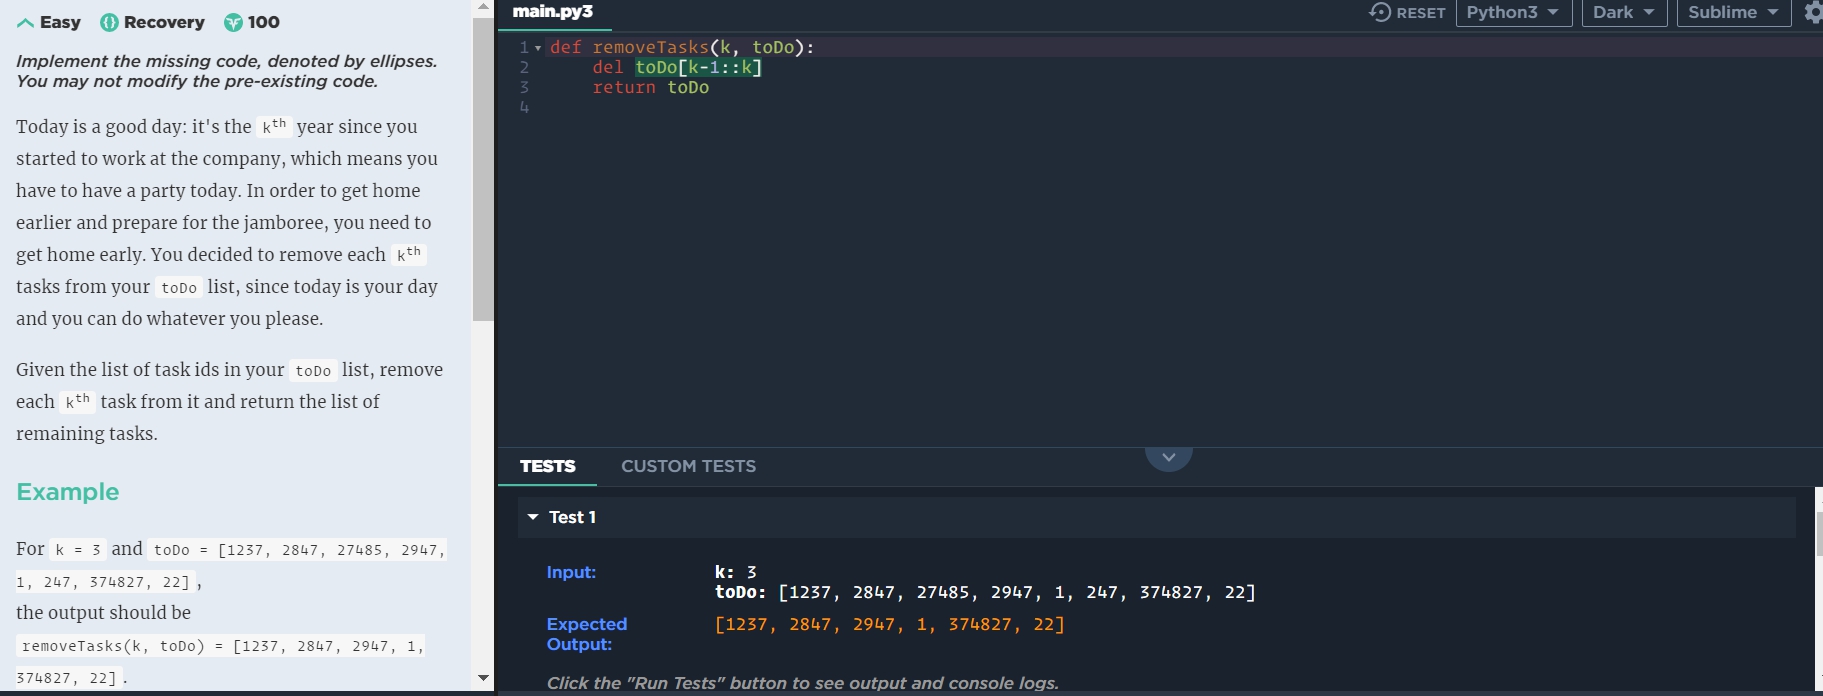 Easy Recovery 100
Implement the missing code, denoted by ellipses.
You may not modify the pre-existing code.
Today is a good day: it's the kth year since you
started to work at the company, which means you
have to have a party today. In order to get home
earlier and prepare for the jamboree, you need to
get home early. You decided to remove each kth
tasks from your toDo list, since today is your day
and you can do whatever you please.
Given the list of task ids in your toDo list, remove
each kth task from it and return the list of
remaining tasks.
Example
For k = 3 and toDo = [1237, 2847, 27485, 2947,
1, 247, 374827, 22],
the output should be
removeTasks(k, toDo) = [1237, 2847, 2947, 1,
374827, 22].
main.py3
RESET Python3 Dark Sublime
1 def removeTasks(k, toDo):
2 del toDo[k-1::k]
3 return toDo
4
TESTS CUSTOM TESTS
Test 1
Input: k: 3
toDo: [1237, 2847, 27485, 2947, 1, 247, 374827, 22]
Expected Output: [1237, 2847, 2947, 1, 374827, 22]
Click the "Run Tests" button to see output and console logs.